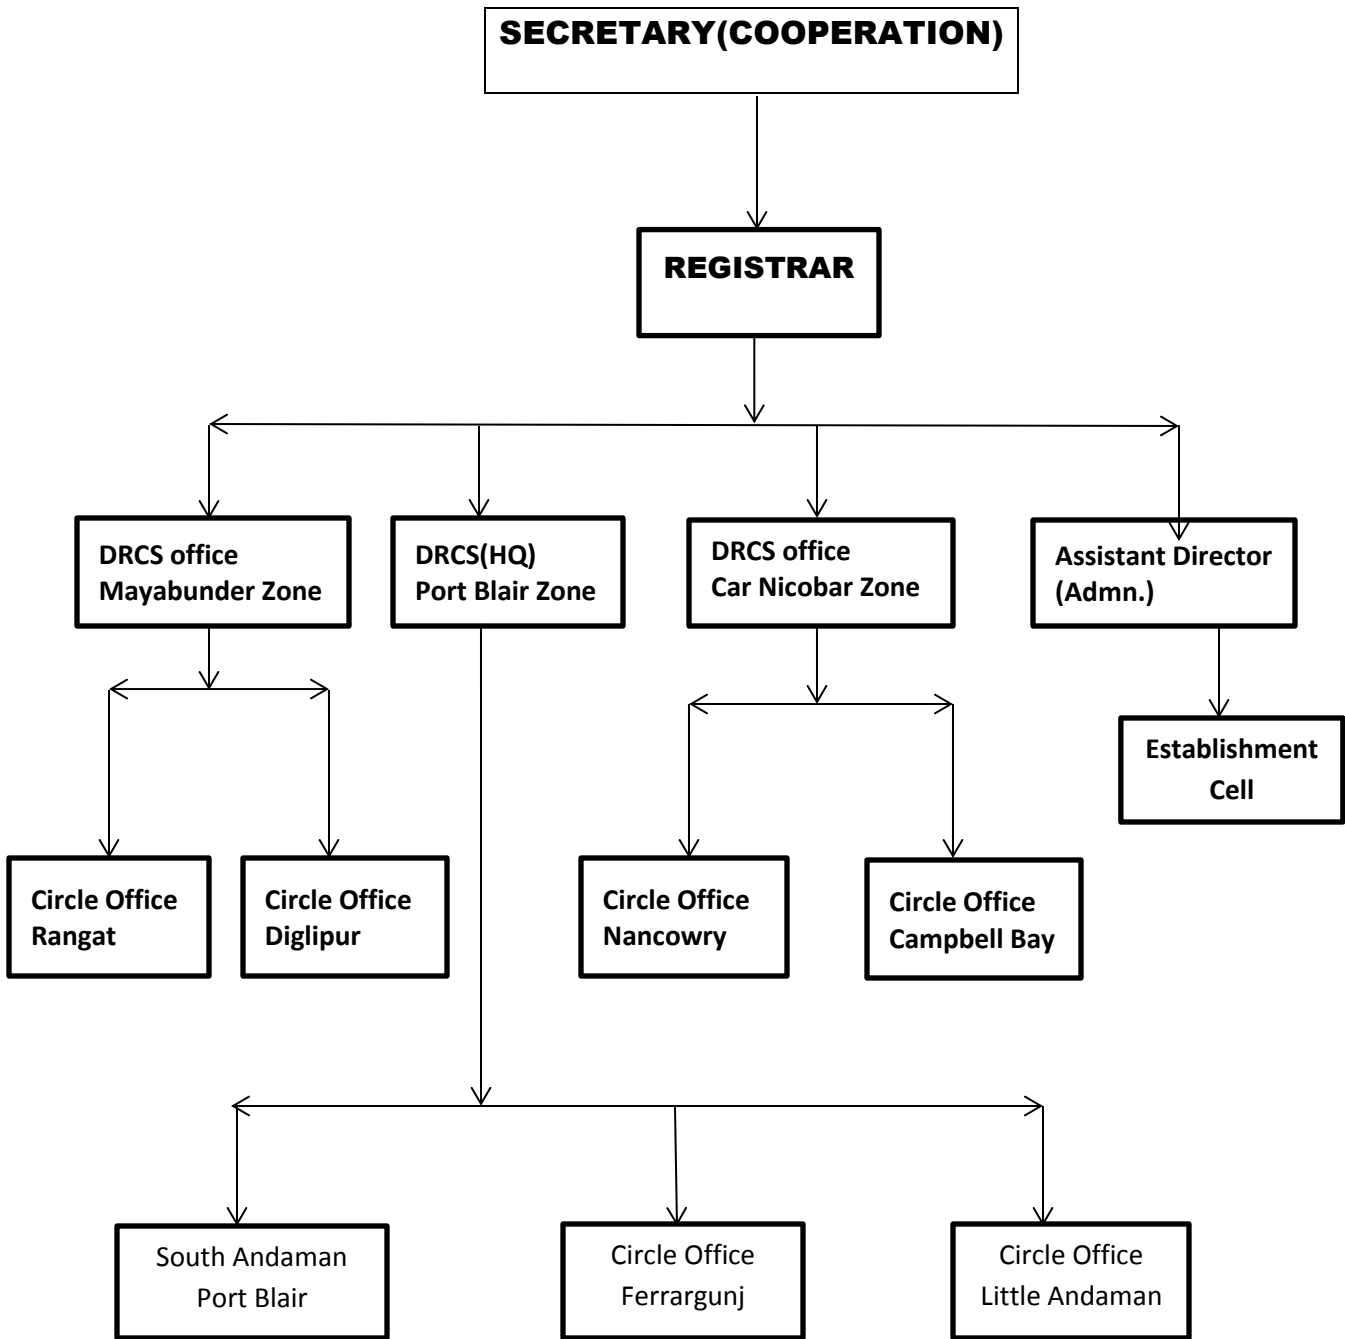 SECRETARY(COOPERATION)
REGISTRAR
DRCS office
Mayabunder Zone
DRCS(HQ)
Port Blair Zone
DRCS office
Car Nicobar Zone
Assistant Director
(Admn.)
Establishment
Cell
Circle Office
Rangat
Circle Office
Diglipur
Circle Office
Nancowry
Circle Office
Campbell Bay
South Andaman
Port Blair
Circle Office
Ferrargunj
Circle Office
Little Andaman